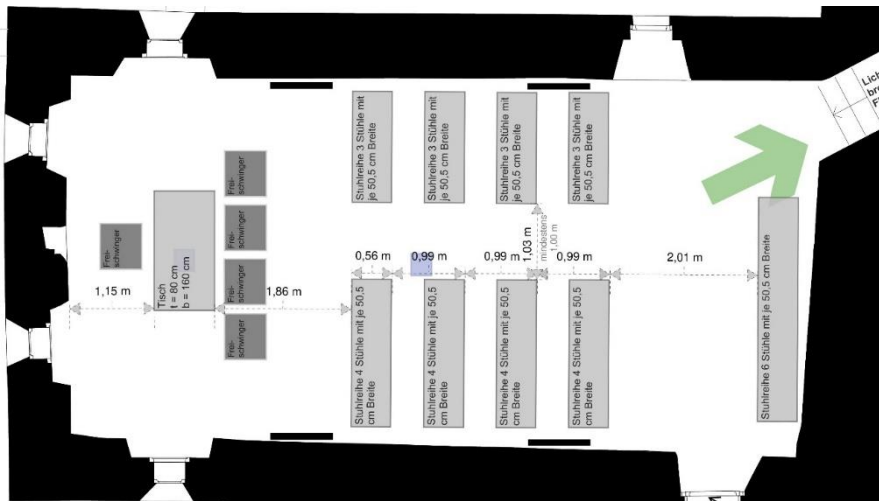 Frei-
schwinger
1,15 m
Tisch
t = 80 cm
b = 160 cm
Frei-
schwinger
Frei-
schwinger
Frei-
schwinger
Frei-
schwinger
1,86 m
Stuhlreihe 3 Stühle mit
je 50,5 cm Breite
Stuhlreihe 3 Stühle mit
je 50,5 cm Breite
Stuhlreihe 3 Stühle mit
je 50,5 cm Breite
Stuhlreihe 3 Stühle mit
je 50,5 cm Breite
0,56 m
0,99 m
0,99 m
1,03 m
mindestens
1,00 m
0,99 m
2,01 m
Stuhlreihe 4 Stühle mit je 50,5
cm Breite
Stuhlreihe 4 Stühle mit je 50,5
cm Breite
Stuhlreihe 4 Stühle mit je 50,5
cm Breite
Stuhlreihe 4 Stühle mit je 50,5
cm Breite
Stuhlreihe 6 Stühle mit je 50,5 cm Breite